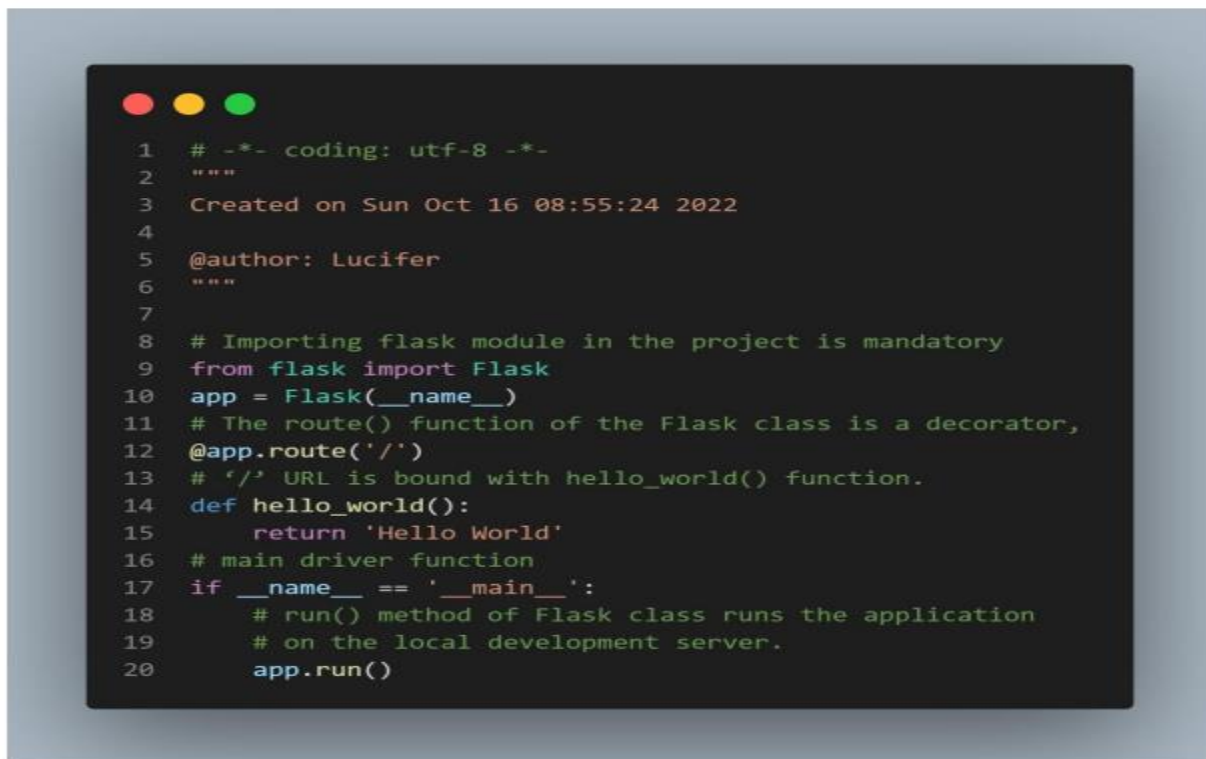 1 # -*- coding: utf-8 -*-
2 """
3 Created on Sun Oct 16 08:55:24 2022
4
5 @author: Lucifer
6 """
7
8 # Importing flask module in the project is mandatory
9 from flask import Flask
10 app = Flask(__name__)
11 # The route() function of the Flask class is a decorator,
12 @app.route('/')
13 # ‘/’ URL is bound with hello_world() function.
14 def hello_world():
15     return 'Hello World'
16 # main driver function
17 if __name__ == '__main__':
18     # run() method of Flask class runs the application
19     # on the local development server.
20     app.run()